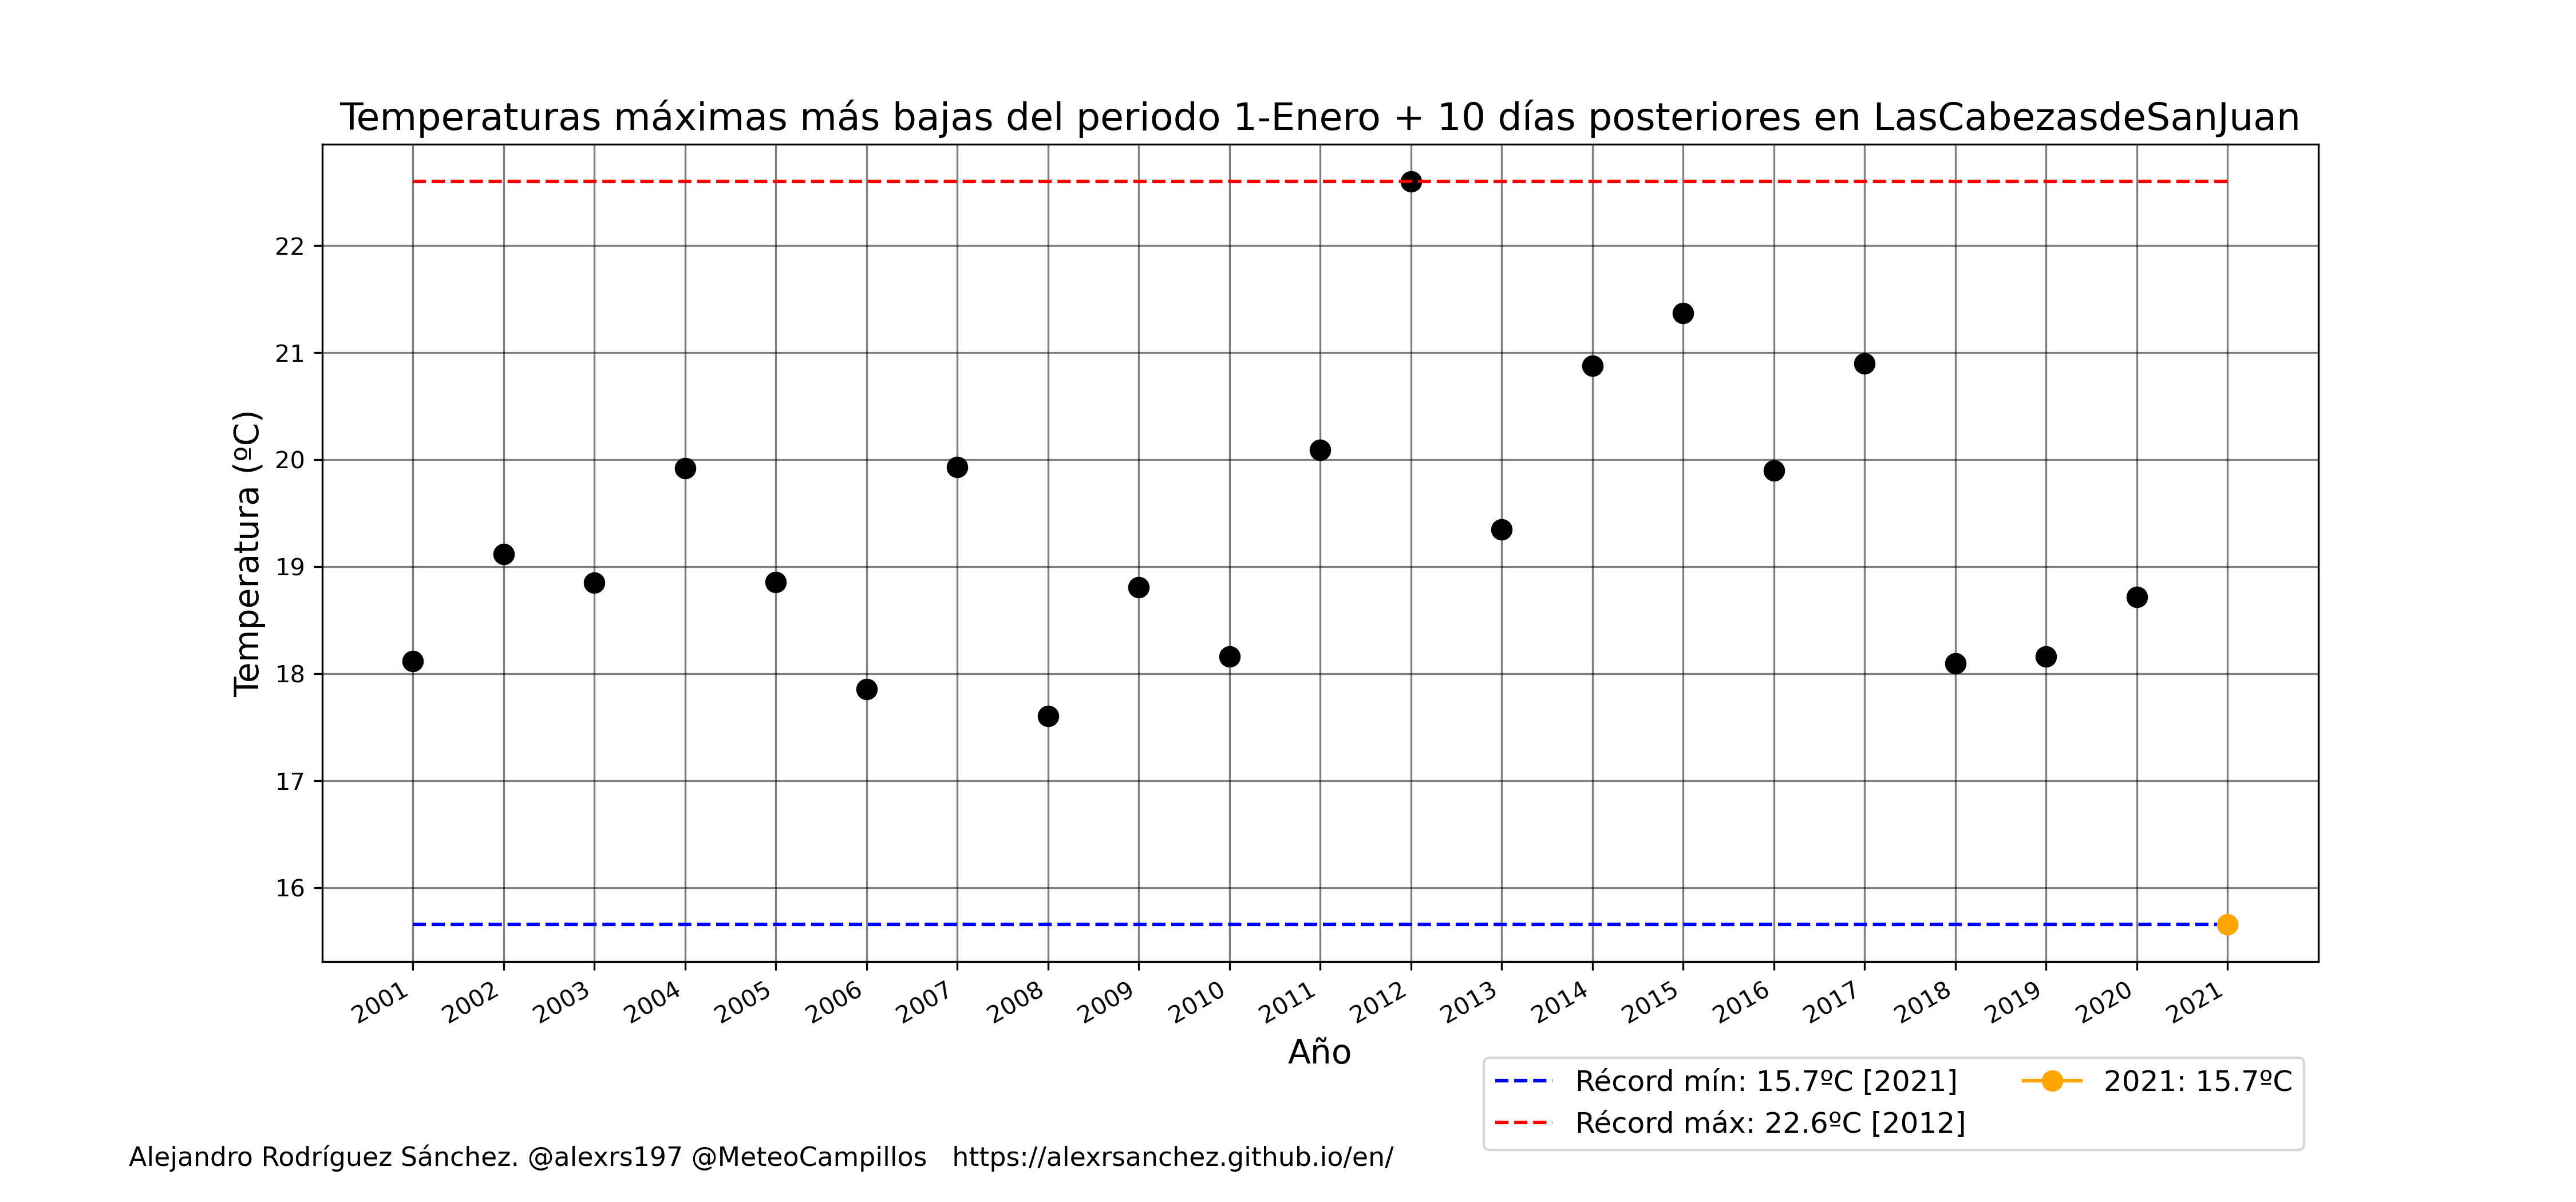 Temperaturas máximas más bajas del periodo 1-Enero + 10 días posteriores en LasCabezasdeSanJuan
Temperatura (ºC)
22
21
20
19
18
17
16
2001 2002 2003 2004 2005 2006 2007 2008 2009 2010 2011 2012 2013 2014 2015 2016 2017 2018 2019 2020 2021
Año
Récord mín: 15.7ºC [2021]
Récord máx: 22.6ºC [2012]
2021: 15.7ºC
Alejandro Rodríguez Sánchez. @alexrs197 @MeteoCampillos https://alexrsanchez.github.io/en/